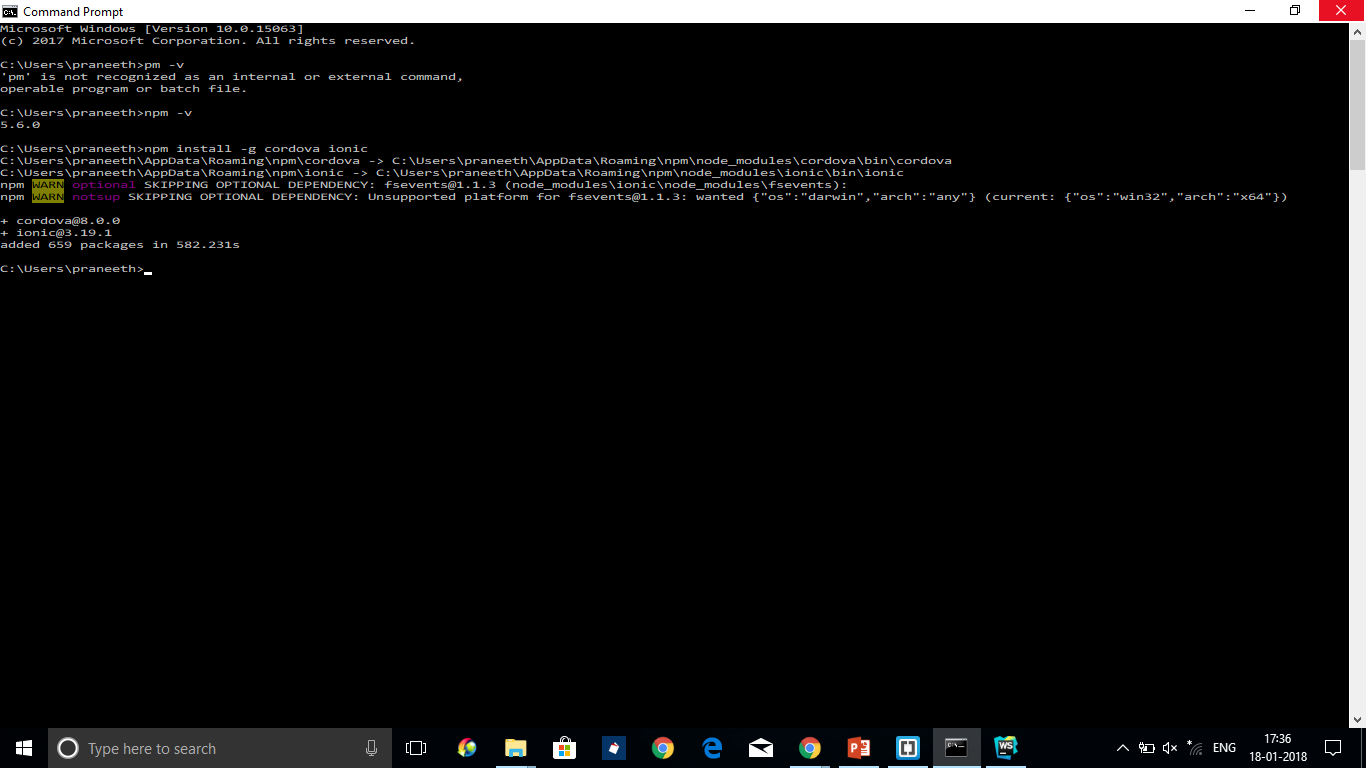 Command Prompt
Microsoft Windows [Version 10.0.15063]
(c) 2017 Microsoft Corporation. All rights reserved.
C:\Users\praneeth>pm -v
'pm' is not recognized as an internal or external command,
operable program or batch file.
C:\Users\praneeth>npm -v
5.6.0
C:\Users\praneeth>npm install -g cordova ionic
C:\Users\praneeth\AppData\Roaming\npm\cordova -> C:\Users\praneeth\AppData\Roaming\npm\node_modules\cordova\bin\cordova
C:\Users\praneeth\AppData\Roaming\npm\ionic -> C:\Users\praneeth\AppData\Roaming\npm\node_modules\ionic\bin\ionic
npm WARN optional SKIPPING OPTIONAL DEPENDENCY: fsevents@1.1.3 (node_modules\ionic\node_modules\fsevents):
npm WARN notsup SKIPPING OPTIONAL DEPENDENCY: Unsupported platform for fsevents@1.1.3: wanted {"os":"darwin","arch":"any"} (current: {"os":"win32","arch":"x64"})
+ cordova@8.0.0
+ ionic@3.19.1
added 659 packages in 582.231s
C:\Users\praneeth>
Type here to search
WS
ENG
17:36
18-01-2018